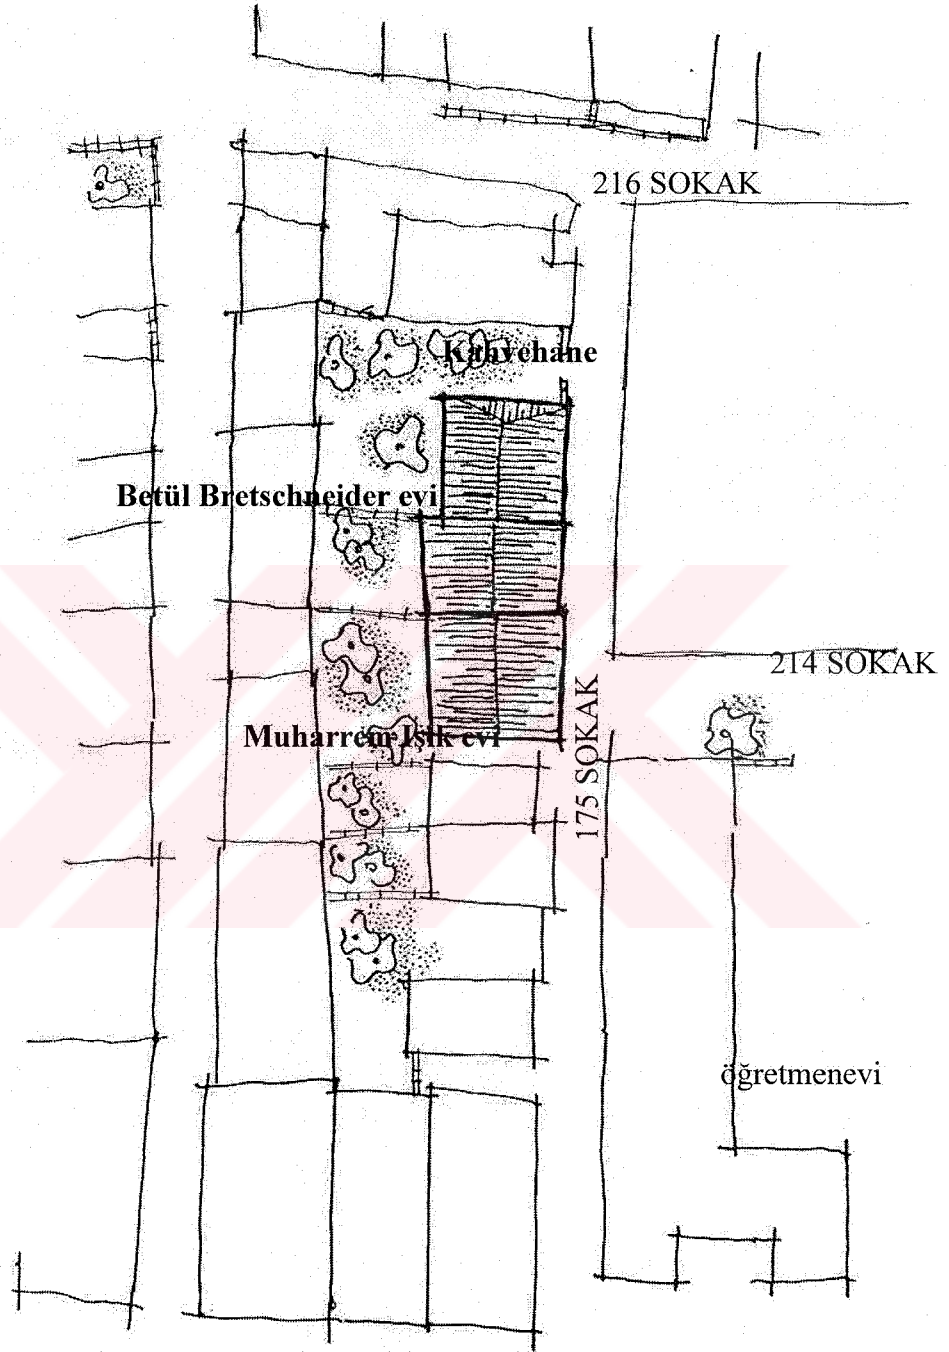 216 SOKAK
Kahvehane
Betül Bretschneider evi
214 SOKAK
Muharrem Işık evi
175 SOKAK
öğretmenevi